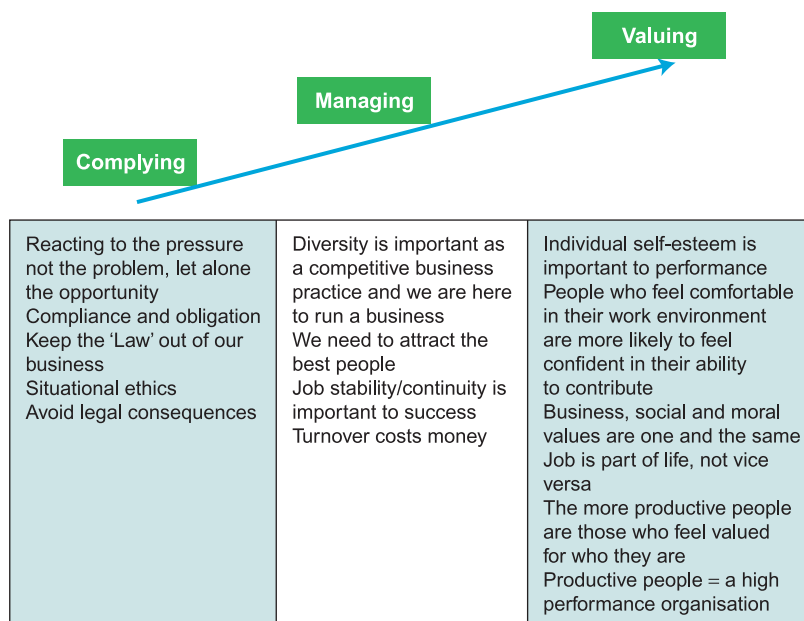 Valuing
Managing
Complying
Reacting to the pressure
not the problem, let alone
the opportunity
Compliance and obligation
Keep the ‘Law’ out of our
business
Situational ethics
Avoid legal consequences
Diversity is important as
a competitive business
practice and we are here
to run a business
We need to attract the
best people
Job stability/continuity is
important to success
Turnover costs money
Individual self-esteem is
important to performance
People who feel comfortable
in their work environment
are more likely to feel
confident in their ability
to contribute
Business, social and moral
values are one and the same
Job is part of life, not vice
versa
The more productive people
are those who feel valued
for who they are
Productive people = a high
performance organisation